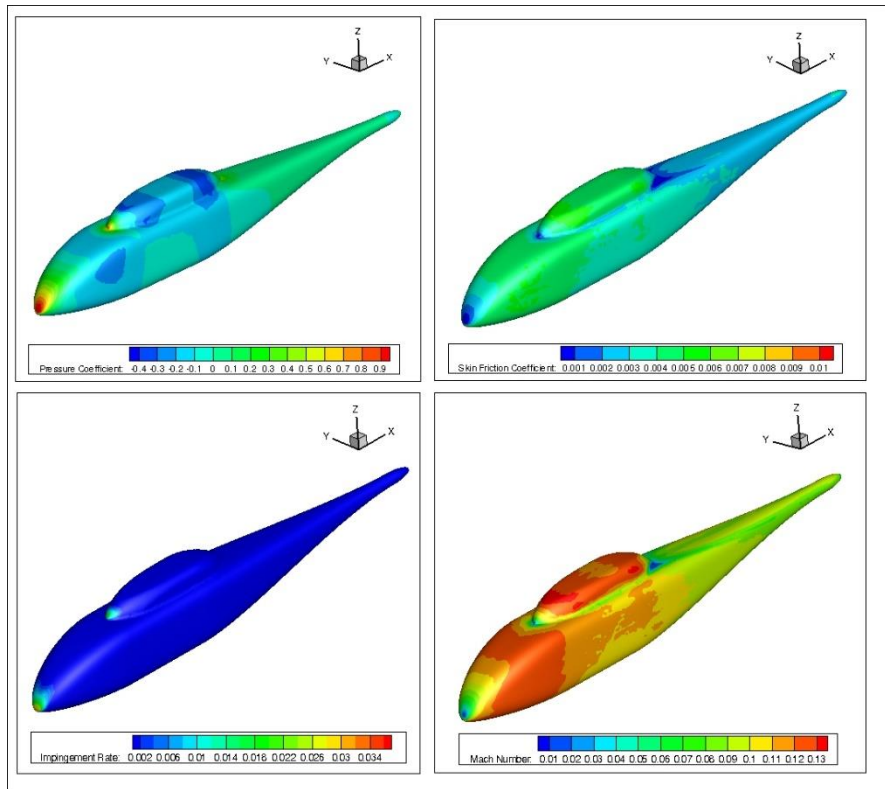 Z
Y
X
Pressure Coefficient: -0.4 -0.3 -0.2 -0.1 0 0.1 0.2 0.3 0.4 0.5 0.6 0.7 0.8 0.9
Z
Y
X
Skin Friction Coefficient: 0.001 0.002 0.003 0.004 0.005 0.006 0.007 0.008 0.009 0.01
Z
Y
X
Impingement Rate: 0.002 0.006 0.01 0.014 0.018 0.022 0.026 0.03 0.034
Z
Y
X
Mach Number: 0.01 0.02 0.03 0.04 0.05 0.06 0.07 0.08 0.09 0.1 0.11 0.12 0.13